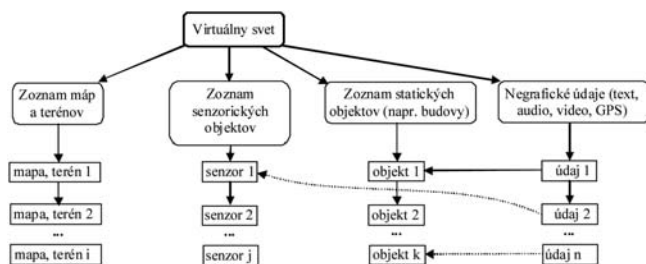 Virtuálny svet
Zoznam máp
a terénov
Zoznam
senzorických
objektov
Zoznam statických
objektov (napr. budovy)
Negrafické údaje (text,
audio, video, GPS)
mapa, terén 1
senzor 1
objekt 1
údaj 1
mapa, terén 2
senzor 2
objekt 2
údaj 2
...
...
...
...
mapa, terén i
senzor j
objekt k
údaj n